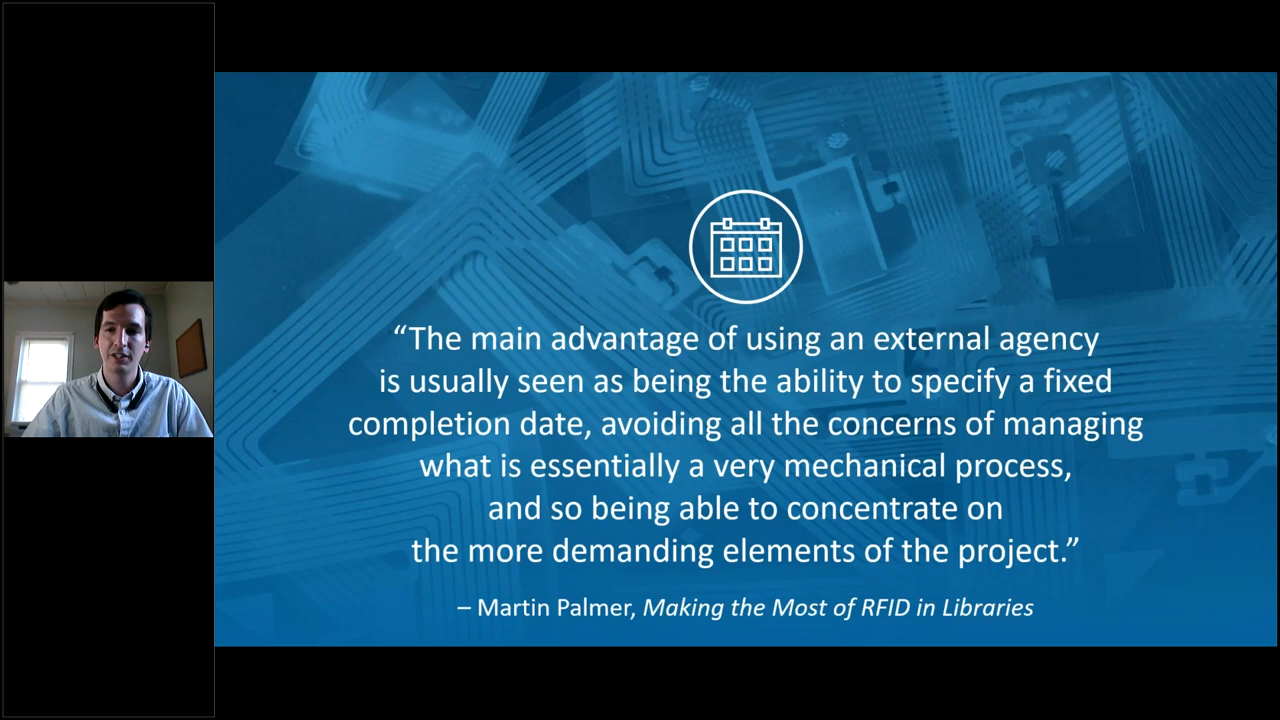 “The main advantage of using an external agency
is usually seen as being the ability to specify a fixed
completion date, avoiding all the concerns of managing
what is essentially a very mechanical process,
and so being able to concentrate on
the more demanding elements of the project.”
– Martin Palmer, Making the Most of RFID in Libraries